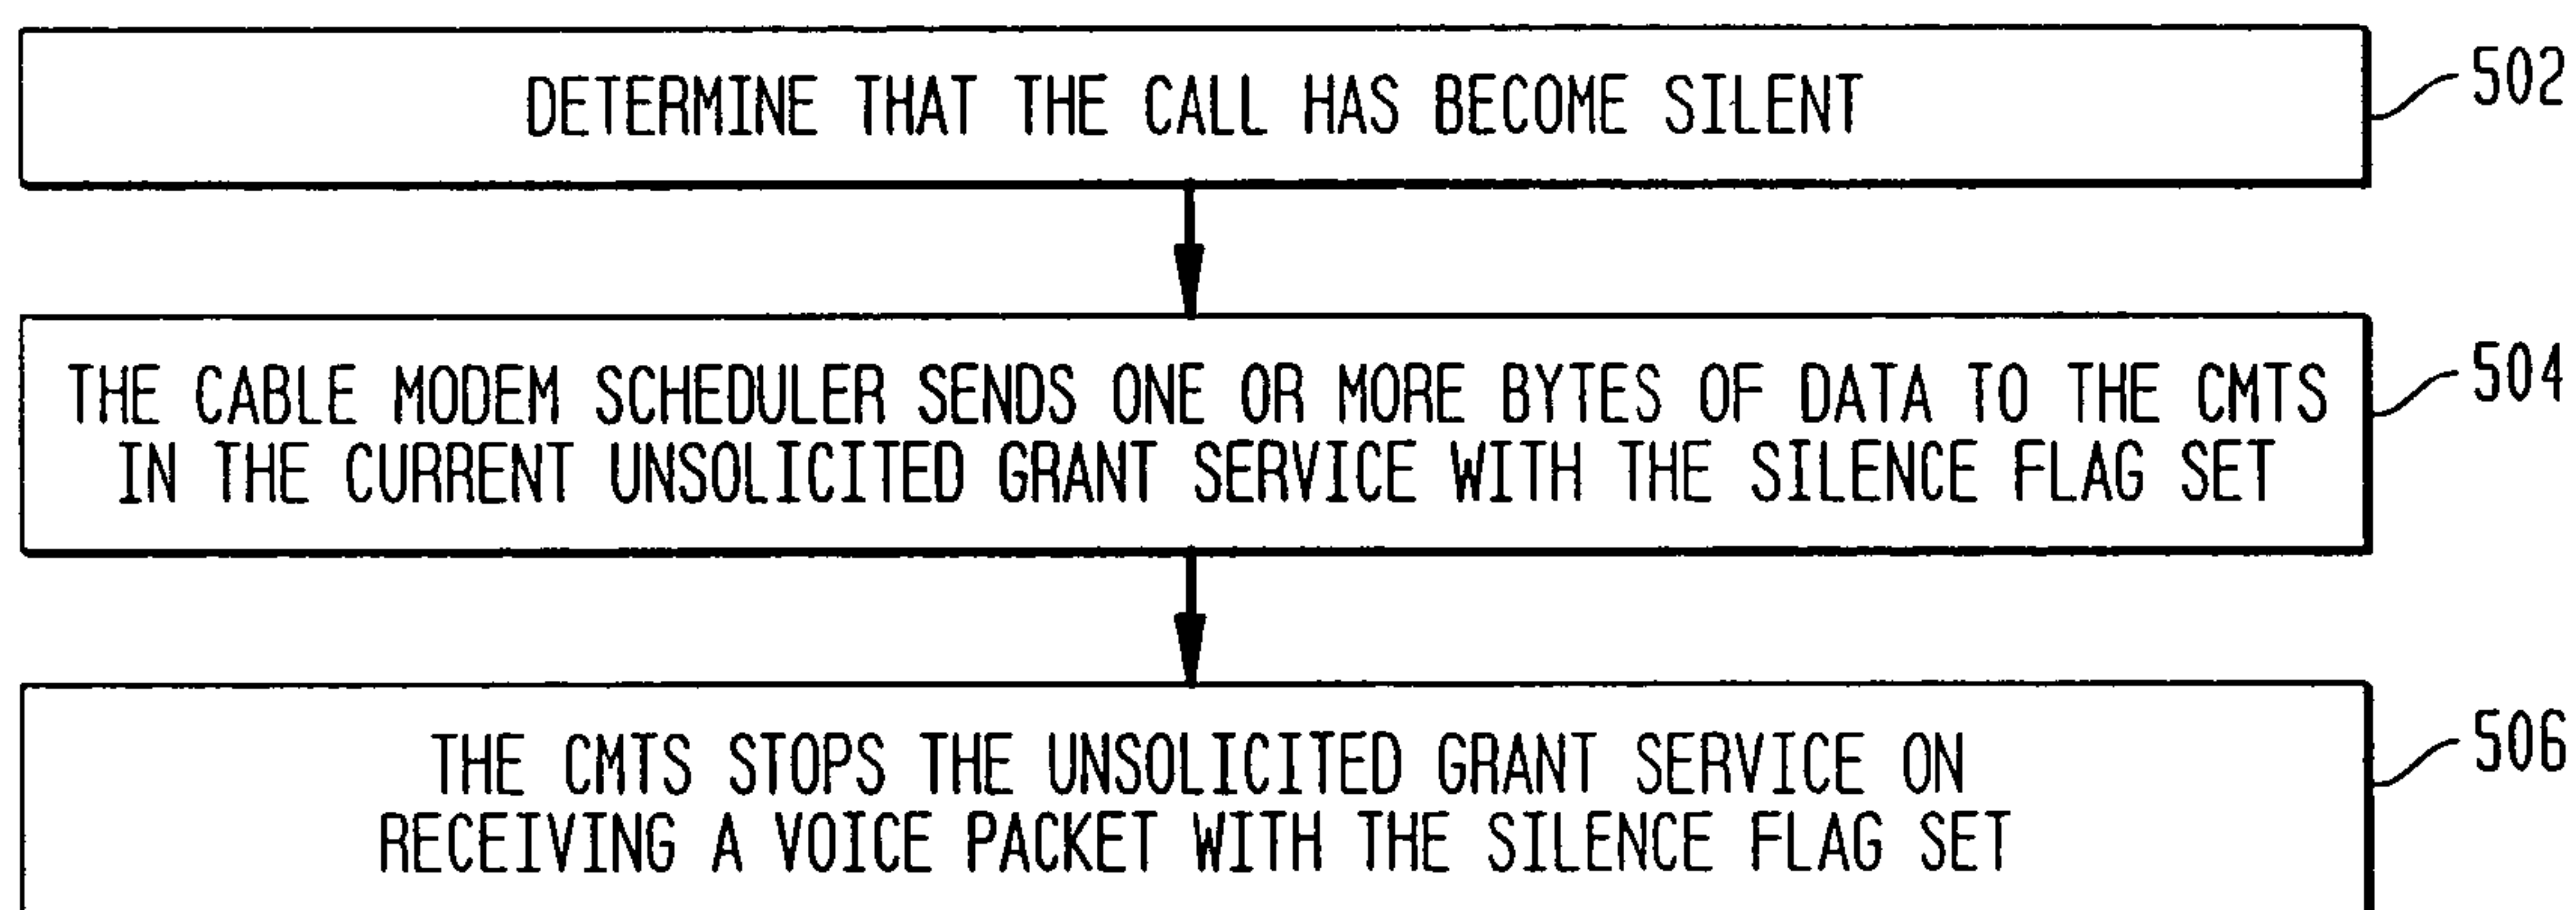 DETERMINE THAT THE CALL HAS BECOME SILENT
502
THE CABLE MODEM SCHEDULER SENDS ONE OR MORE BYTES OF DATA TO THE CMTS
IN THE CURRENT UNSOLICITED GRANT SERVICE WITH THE SILENCE FLAG SET
504
THE CMTS STOPS THE UNSOLICITED GRANT SERVICE ON
RECEIVING A VOICE PACKET WITH THE SILENCE FLAG SET
506